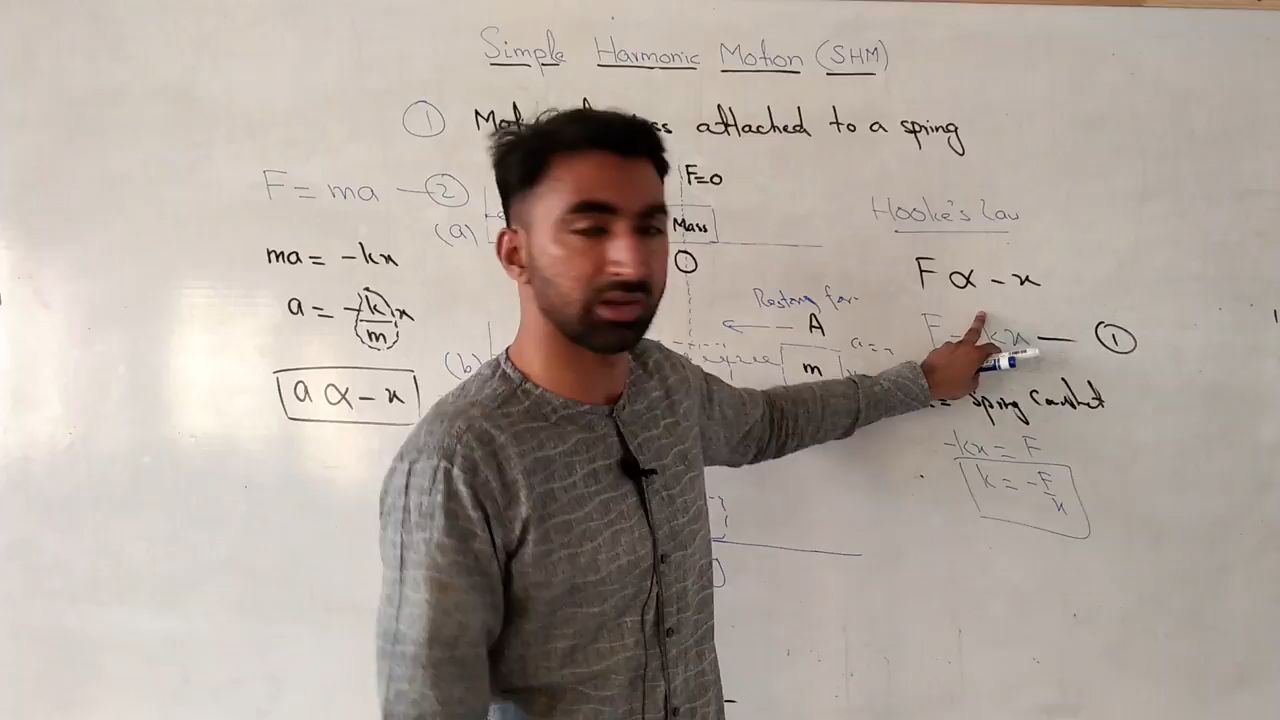 Simple Harmonic Motion (SHM)
① attached to a spring
F = ma — ②
ma = -kx
a = -k/m x
a ∝ -x
(a)
F=0
Mass
O
(b)
A
m
Hooke's Law
F ∝ -x
kx — ①
Spring
-kx = F
k = -F/x